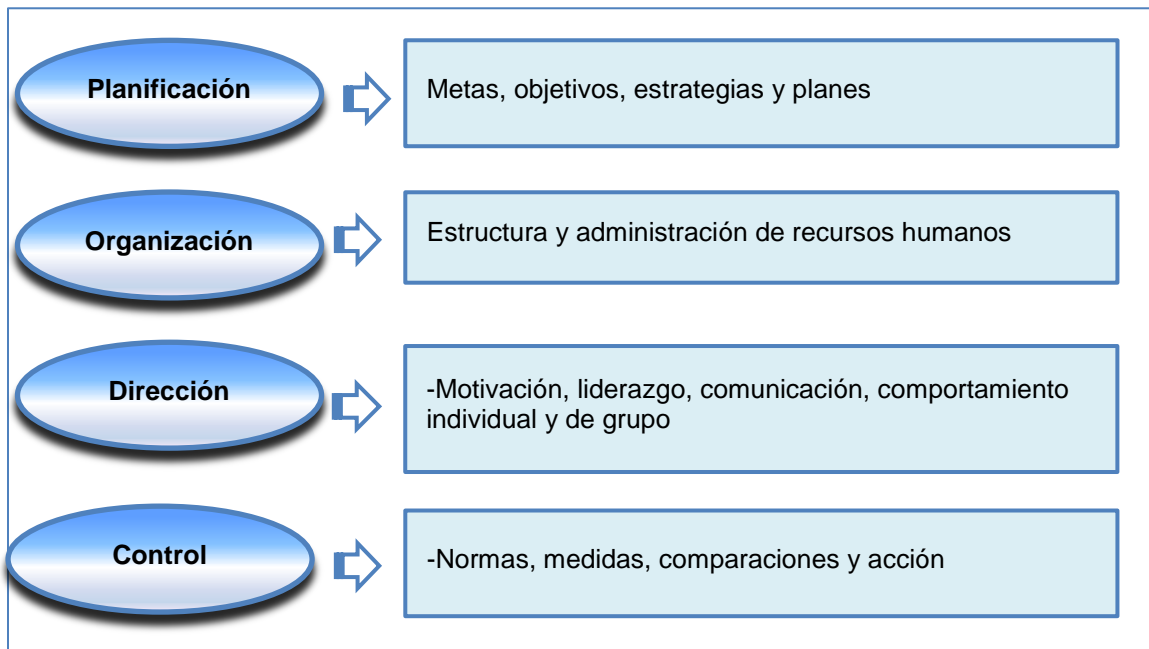 Planificación
Metas, objetivos, estrategias y planes
Organización
Estructura y administración de recursos humanos
Dirección
-Motivación, liderazgo, comunicación, comportamiento
individual y de grupo
Control
-Normas, medidas, comparaciones y acción